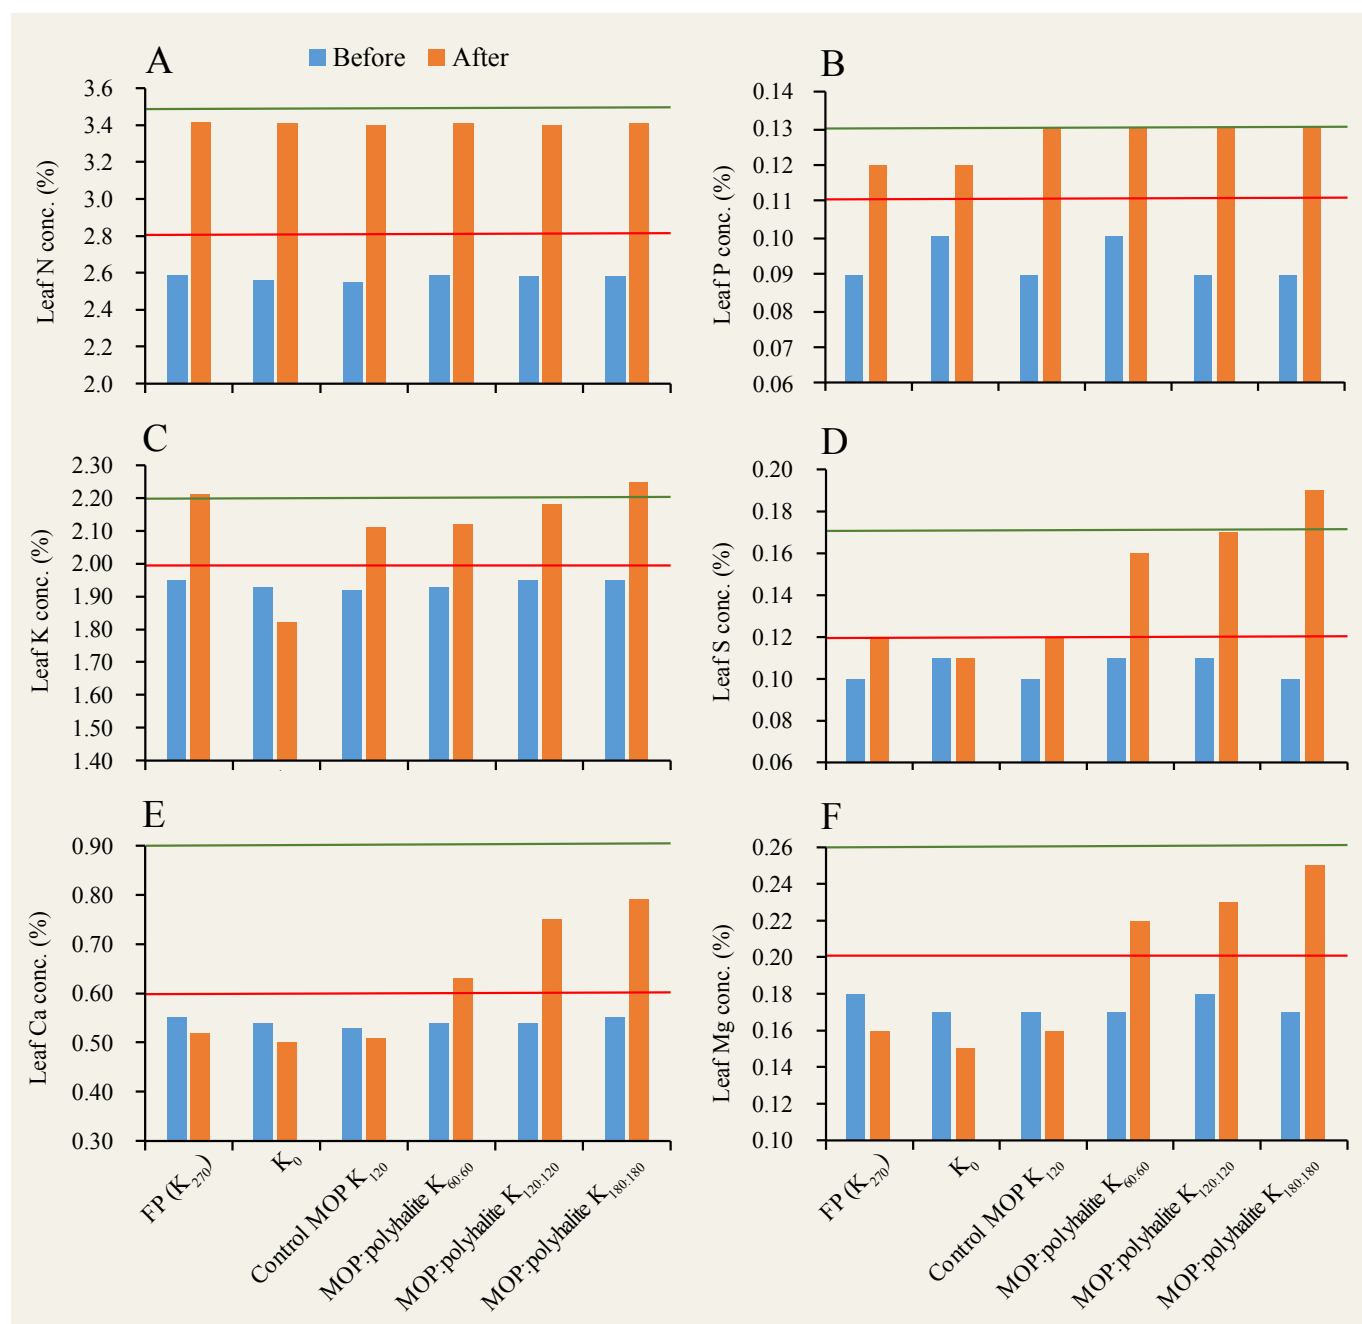 A
Before After
3.6
3.4
3.2
3.0
2.8
2.6
2.4
2.2
2.0
Leaf N conc. (%)
B
0.14
0.13
0.12
0.11
0.10
0.09
0.08
0.07
0.06
Leaf P conc. (%)
C
2.30
2.20
2.10
2.00
1.90
1.80
1.70
1.60
1.50
1.40
Leaf K conc. (%)
D
0.20
0.18
0.16
0.14
0.12
0.10
0.08
0.06
Leaf S conc. (%)
E
0.90
0.80
0.70
0.60
0.50
0.40
0.30
Leaf Ca conc. (%)
FP (K270)
K0
Control MOP K120
MOP:polyhalite K60:60
MOP:polyhalite K120:120
MOP:polyhalite K180:180
F
0.26
0.24
0.22
0.20
0.18
0.16
0.14
0.12
0.10
Leaf Mg conc. (%)
FP (K270)
K0
Control MOP K120
MOP:polyhalite K60:60
MOP:polyhalite K120:120
MOP:polyhalite K180:180